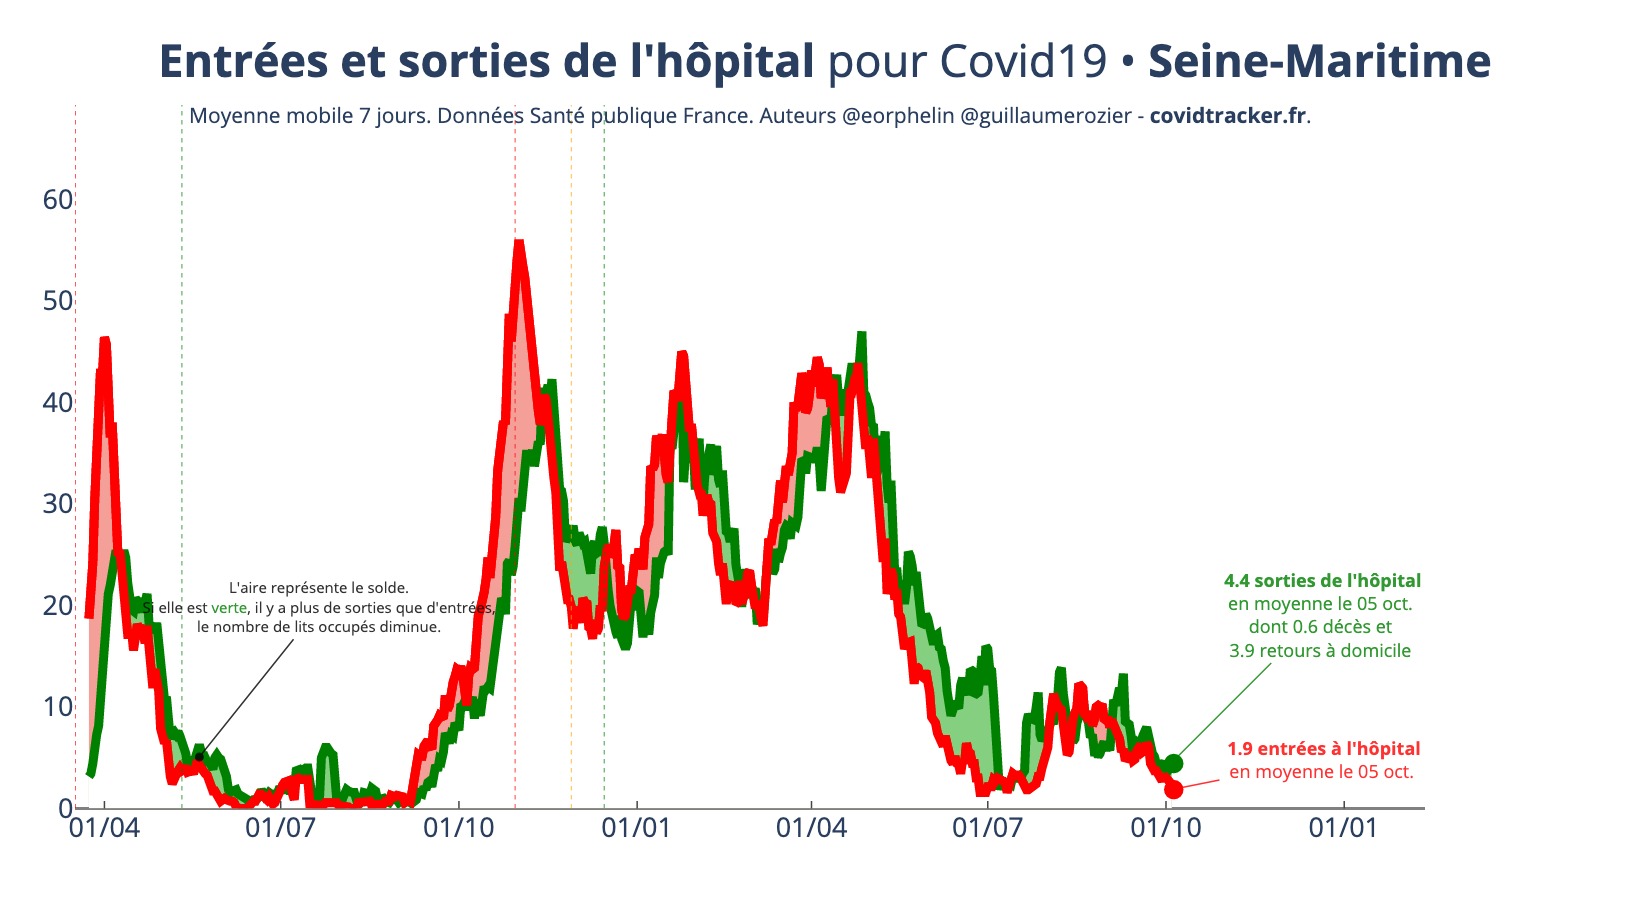 Entrées et sorties de l'hôpital pour Covid19 • Seine-Maritime
Moyenne mobile 7 jours. Données Santé publique France. Auteurs @eorphelin @guillaumerozier - covidtracker.fr.
60
50
40
30
20
10
0
L'aire représente le solde.
Si elle est verte, il y a plus de sorties que d'entrées,
le nombre de lits occupés diminue.
4.4 sorties de l'hôpital
en moyenne le 05 oct.
dont 0.6 décès et
3.9 retours à domicile
1.9 entrées à l'hôpital
en moyenne le 05 oct.
01/04 01/07 01/10 01/01 01/04 01/07 01/10 01/01